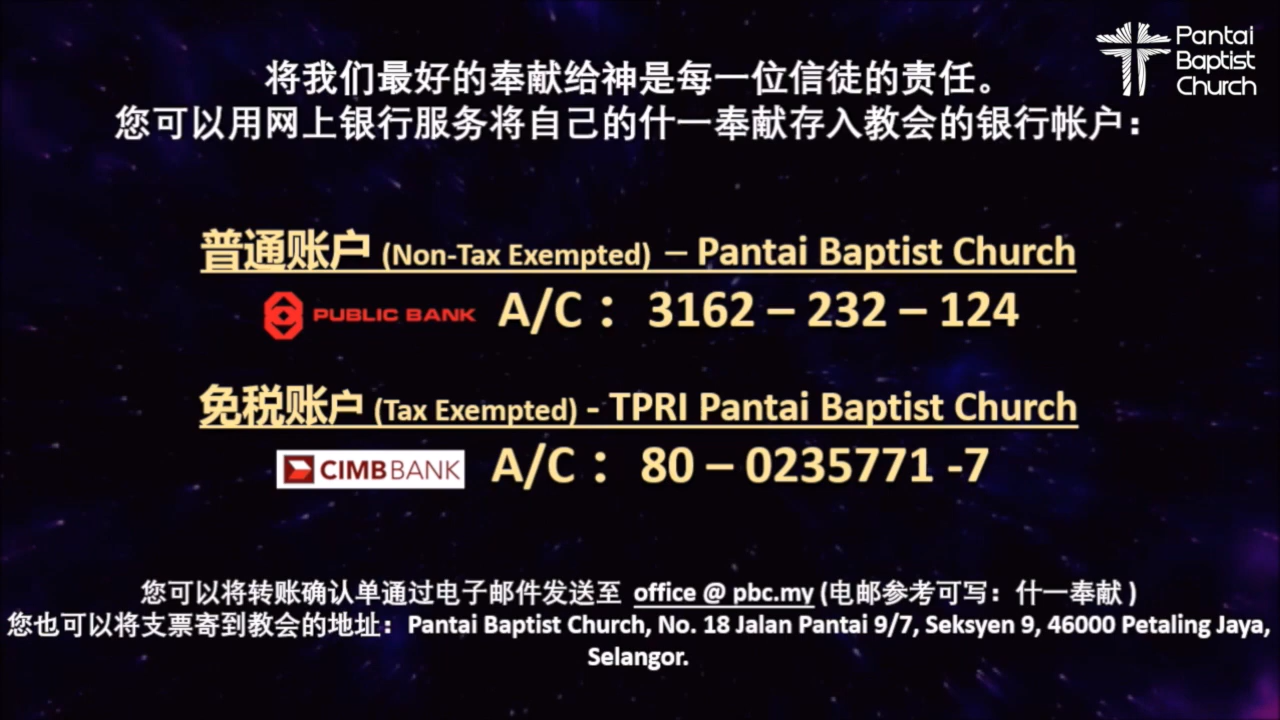 Pantai
Baptist
Church
将我们最好的奉献给神是每一位信徒的责任。
您可以用网上银行服务将自己的什一奉献存入教会的银行帐户：
普通账户 (Non-Tax Exempted) – Pantai Baptist Church
PUBLIC BANK A/C： 3162 – 232 – 124
免税账户 (Tax Exempted) - TPRI Pantai Baptist Church
CIMB BANK A/C： 80 – 0235771 -7
您可以将转账确认单通过电子邮件发送至 office @ pbc.my (电邮参考可写：什一奉献 )
您也可以将支票寄到教会的地址：Pantai Baptist Church, No. 18 Jalan Pantai 9/7, Seksyen 9, 46000 Petaling Jaya,
Selangor.